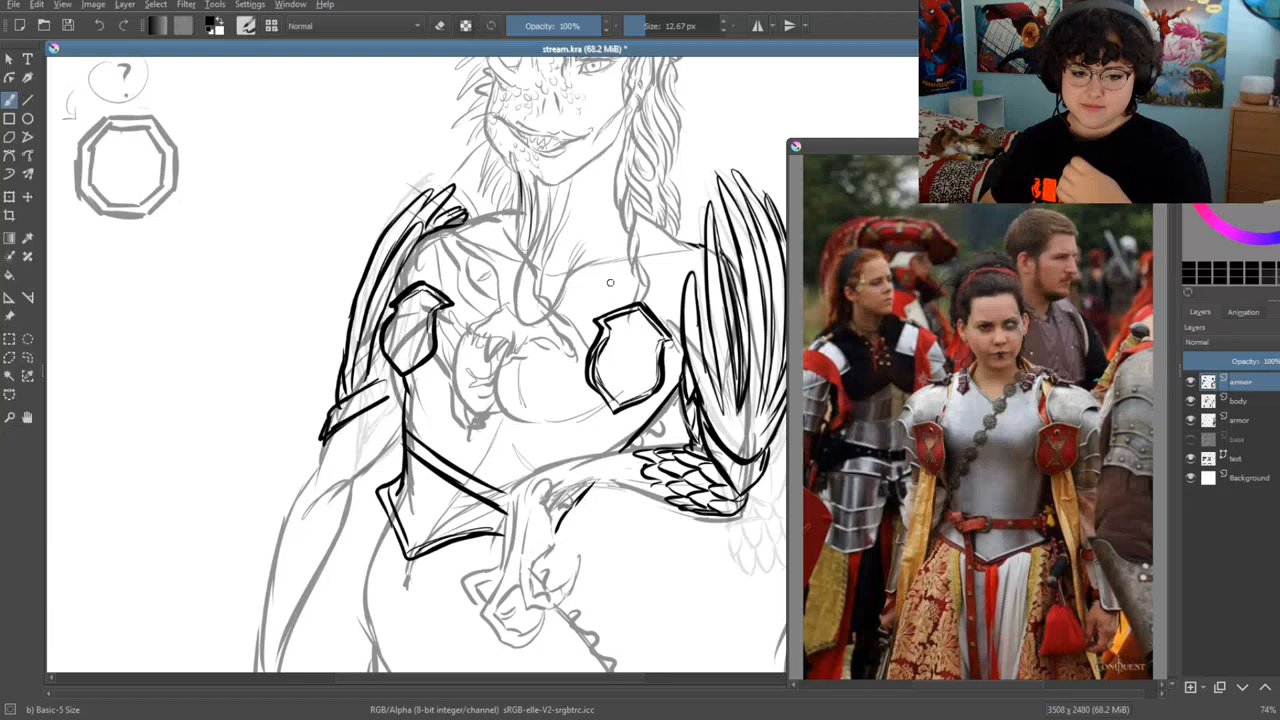 File Edit View Image Layer Select Filter Tools Settings Window Help
Normal Opacity: 100% Size: 12.67 px
stream.kra (68.2 MiB) *
?
Layers Animation
Layers
Normal
Opacity: 100%
armor
body
armor
base
text
Background
CONQUEST
b) Basic-5 Size RGB/Alpha (8-bit integer/channel) sRGB-elle-V2-srgbtrc.icc 3508 x 2480 (68.2 MiB) 74%